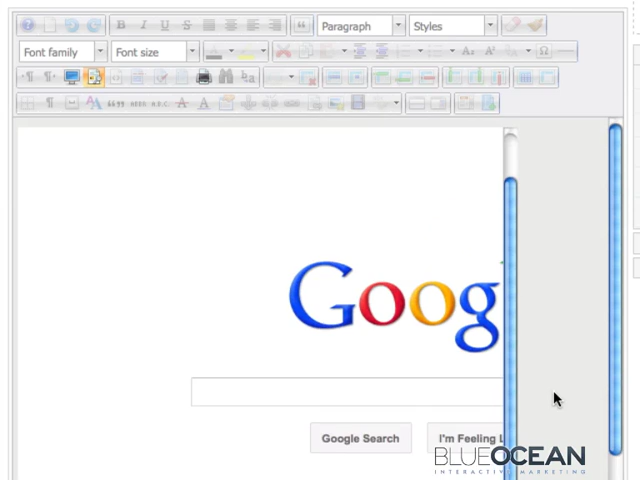 Paragraph
Styles
Font family
Font size
Goog
Google Search
I'm Feeling L
BLUEOCEAN
INTERACTIVE MARKETING